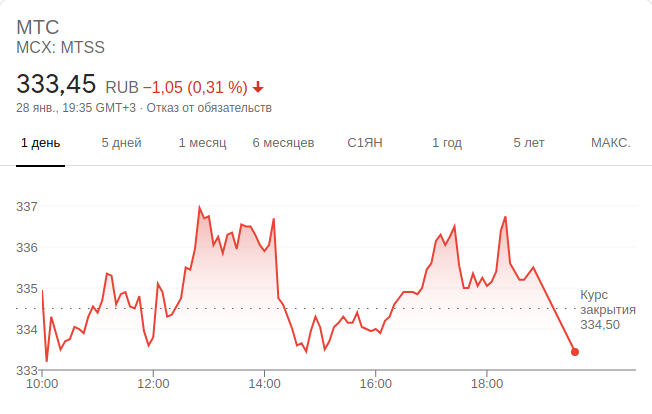 МТС
MCX: MTSS
333,45 RUB −1,05 (0,31 %)
28 янв., 19:35 GMT+3 · Отказ от обязательств
1 день 5 дней 1 месяц 6 месяцев С1ЯН 1 год 5 лет МАКС.
337
336
335
334
333
Курс
закрытия
334,50
10:00 12:00 14:00 16:00 18:00